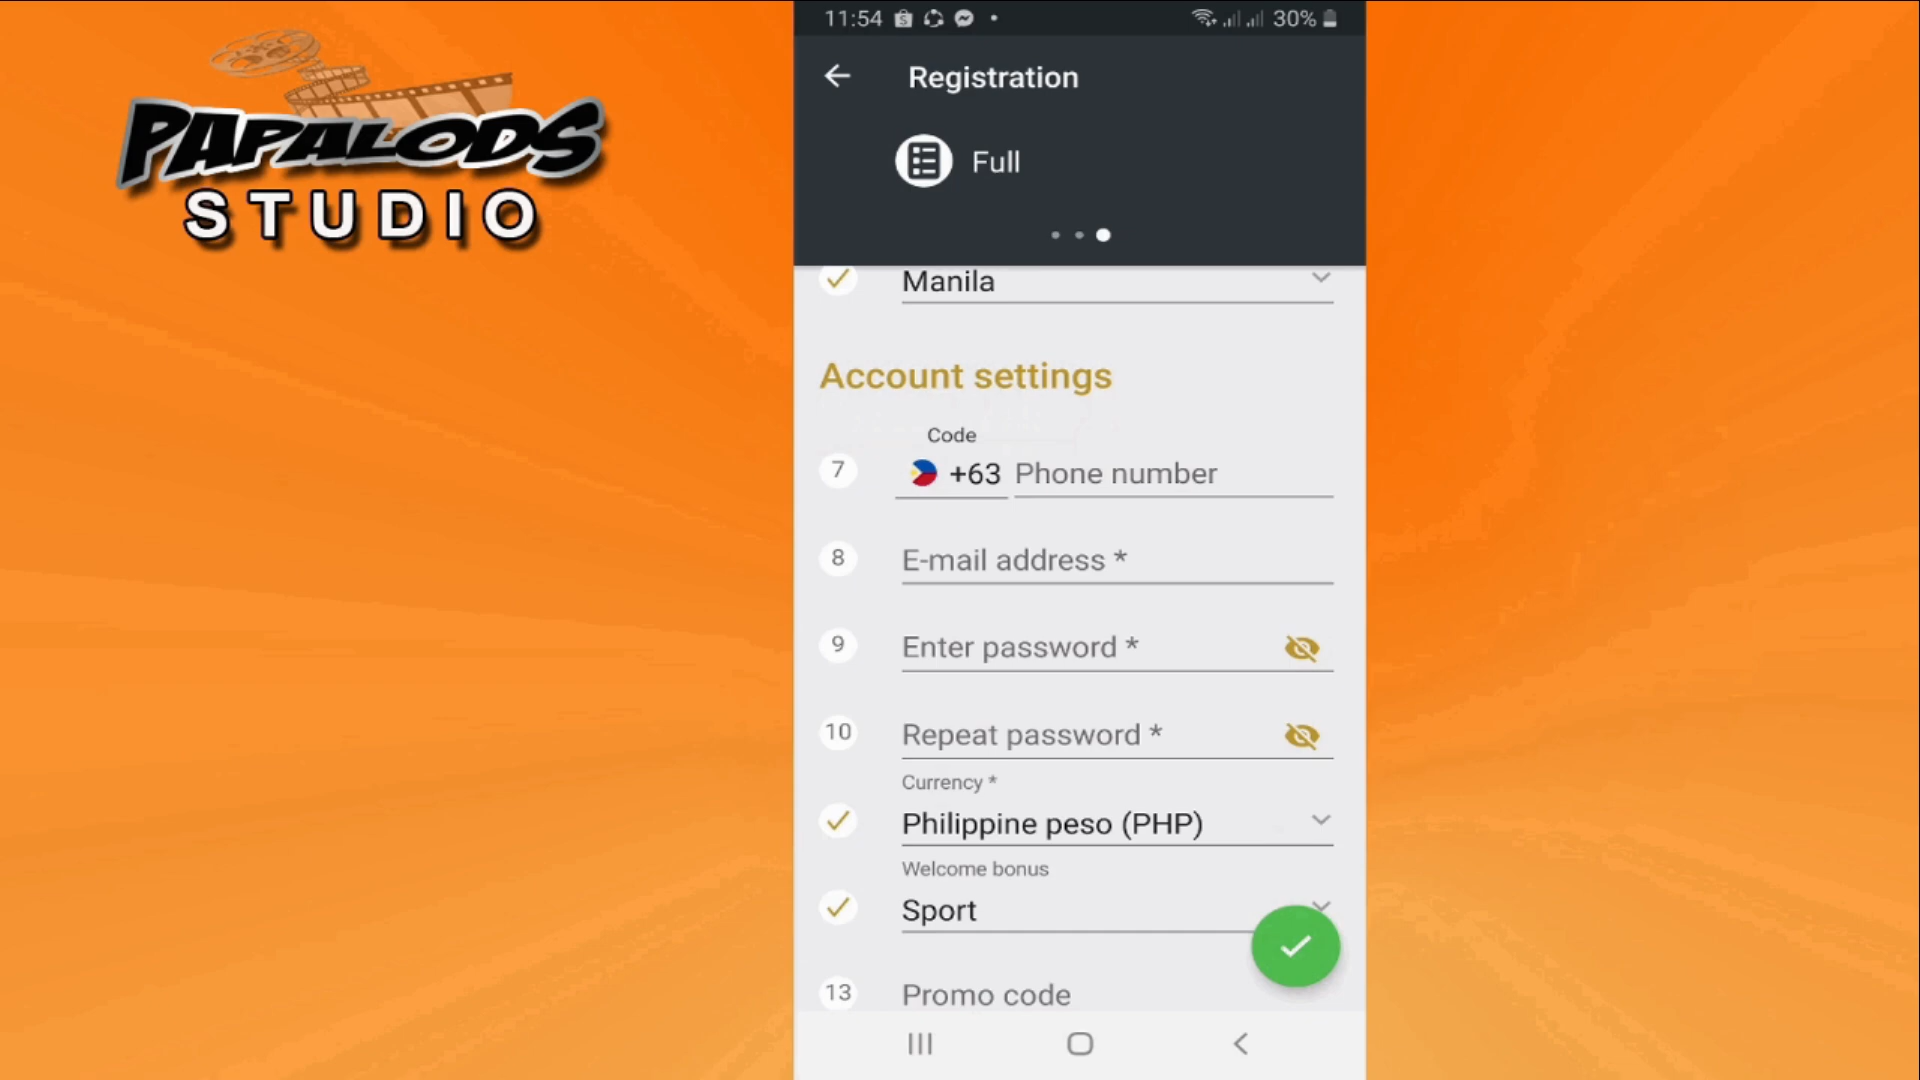 PAPALODS
STUDIO
11:54
30%
Registration
Full
Manila
Account settings
Code
7 +63 Phone number
8 E-mail address *
9 Enter password *
10 Repeat password *
Currency *
Philippine peso (PHP)
Welcome bonus
Sport
13 Promo code